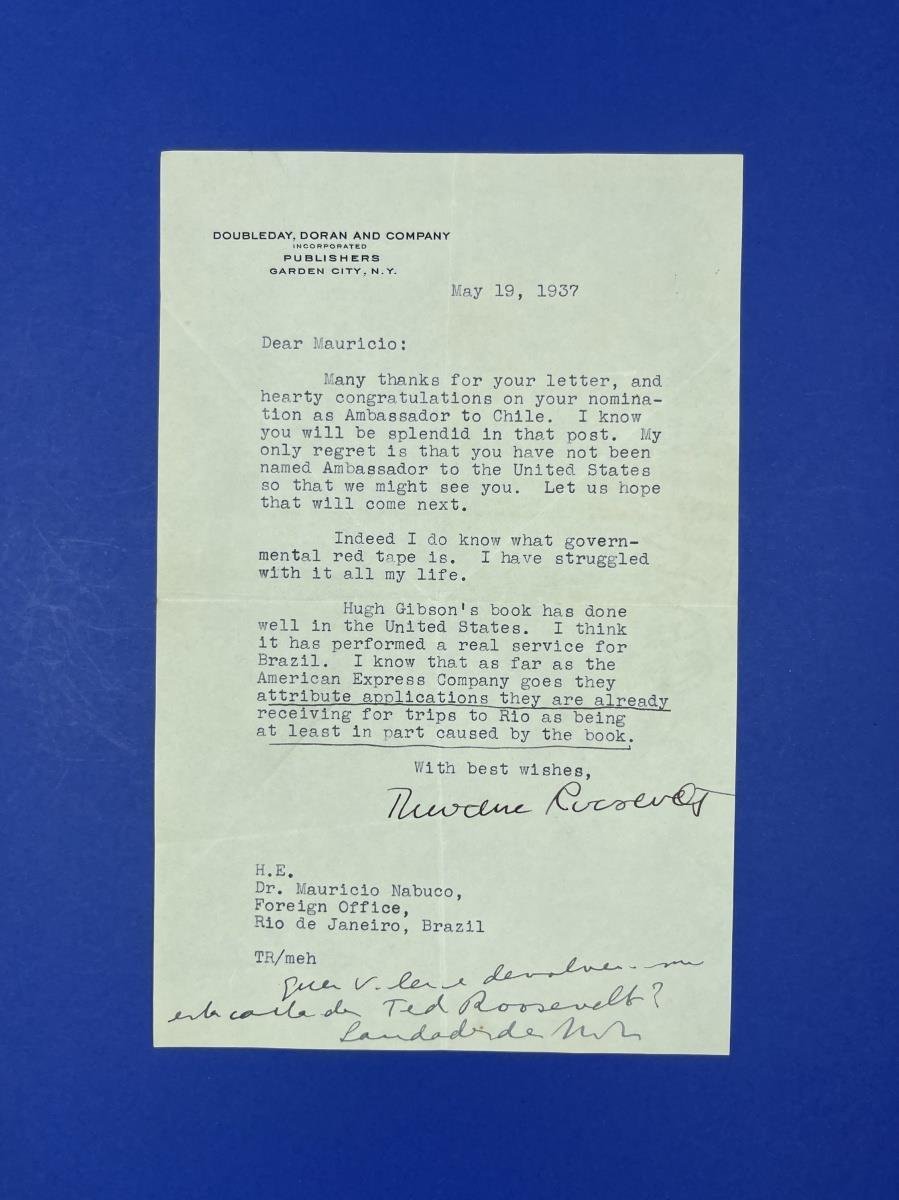 DOUBLEDAY, DORAN AND COMPANY
INCORPORATED
PUBLISHERS
GARDEN CITY, N.Y.
May 19, 1937
Dear Mauricio:
Many thanks for your letter, and
hearty congratulations on your nomina-
tion as Ambassador to Chile. I know
you will be splendid in that post. My
only regret is that you have not been
named Ambassador to the United States
so that we might see you. Let us hope
that will come next.
Indeed I do know what govern-
mental red tape is. I have struggled
with it all my life.
Hugh Gibson's book has done
well in the United States. I think
it has performed a real service for
Brazil. I know that as far as the
American Express Company goes they
attribute applications they are already
receiving for trips to Rio as being
at least in part caused by the book.
With best wishes,
Theodore Roosevelt
H.E.
Dr. Mauricio Nabuco,
Foreign Office,
Rio de Janeiro, Brazil
TR/meh
quer V. ler e devolver-me
esta carta de Ted Roosevelt?
Saudades de